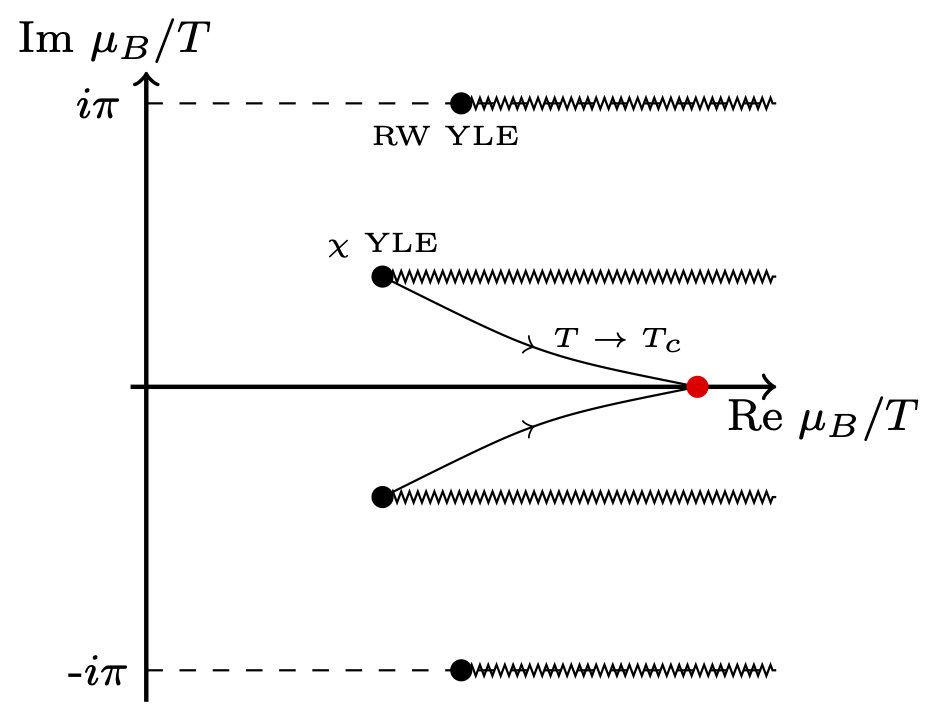 Im μ_B/T
iπ
RW YLE
χ YLE
T → T_c
Re μ_B/T
-iπ